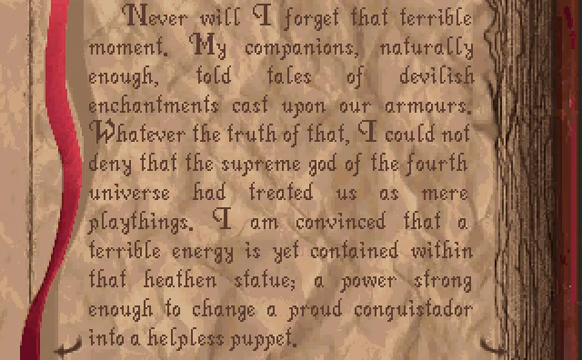 Never will I forget that terrible
moment. My companions, naturally
enough, told tales of devilish
enchantments cast upon our armours.
Whatever the truth of that, I could not
deny that the supreme god of the fourth
universe had treated us as mere
playthings. I am convinced that a
terrible energy is yet contained within
that heathen statue; a power strong
enough to change a proud conquistador
into a helpless puppet.